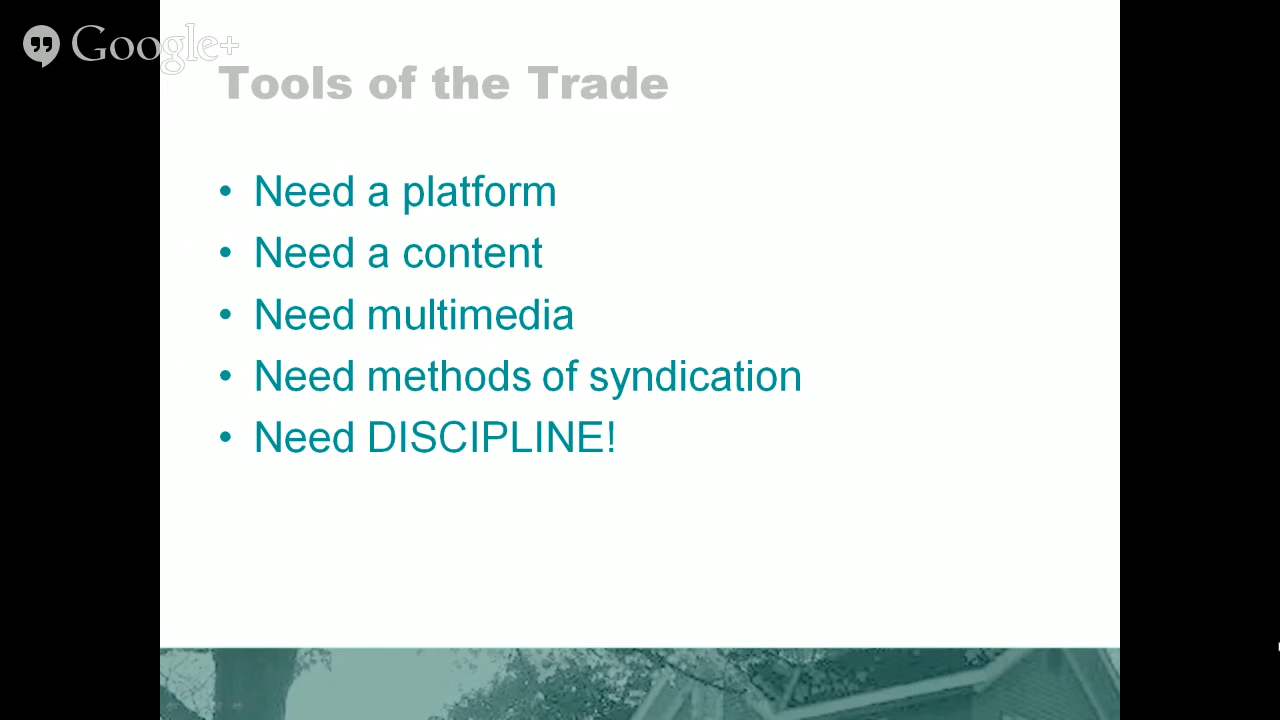 Google+
Tools of the Trade
• Need a platform
• Need a content
• Need multimedia
• Need methods of syndication
• Need DISCIPLINE!